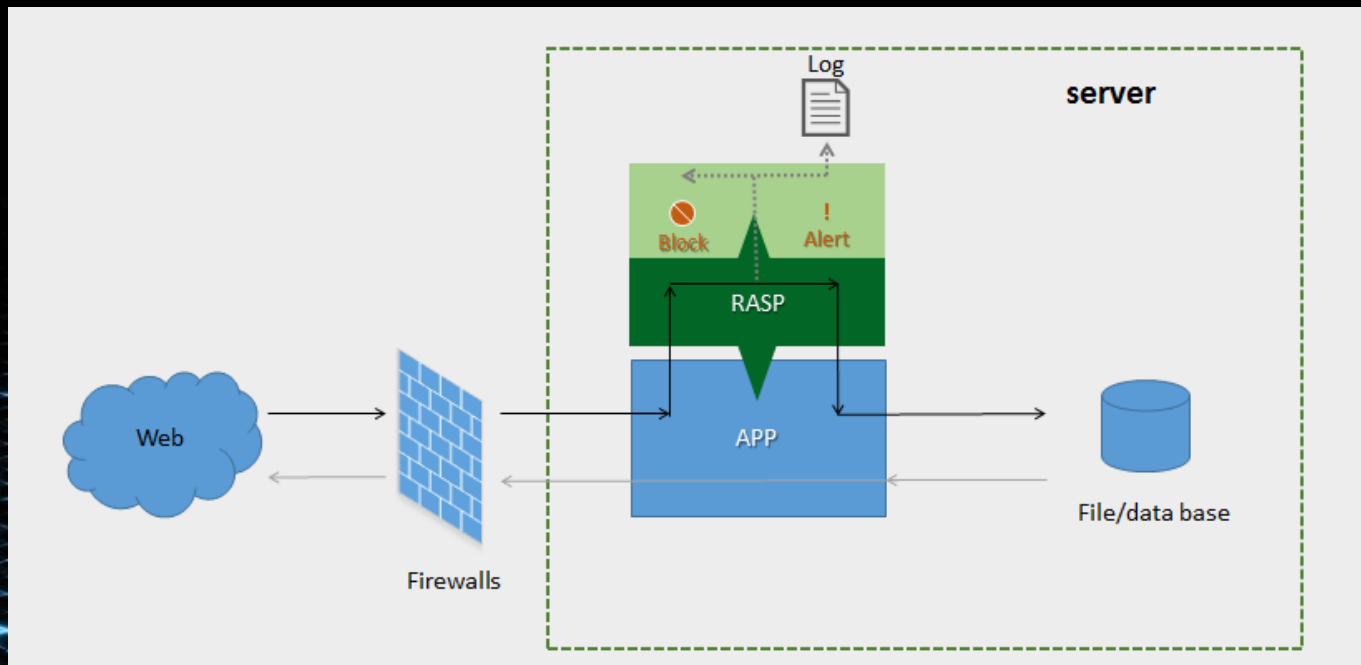 Log
server
Block
!
Alert
RASP
Web
APP
File/data base
Firewalls